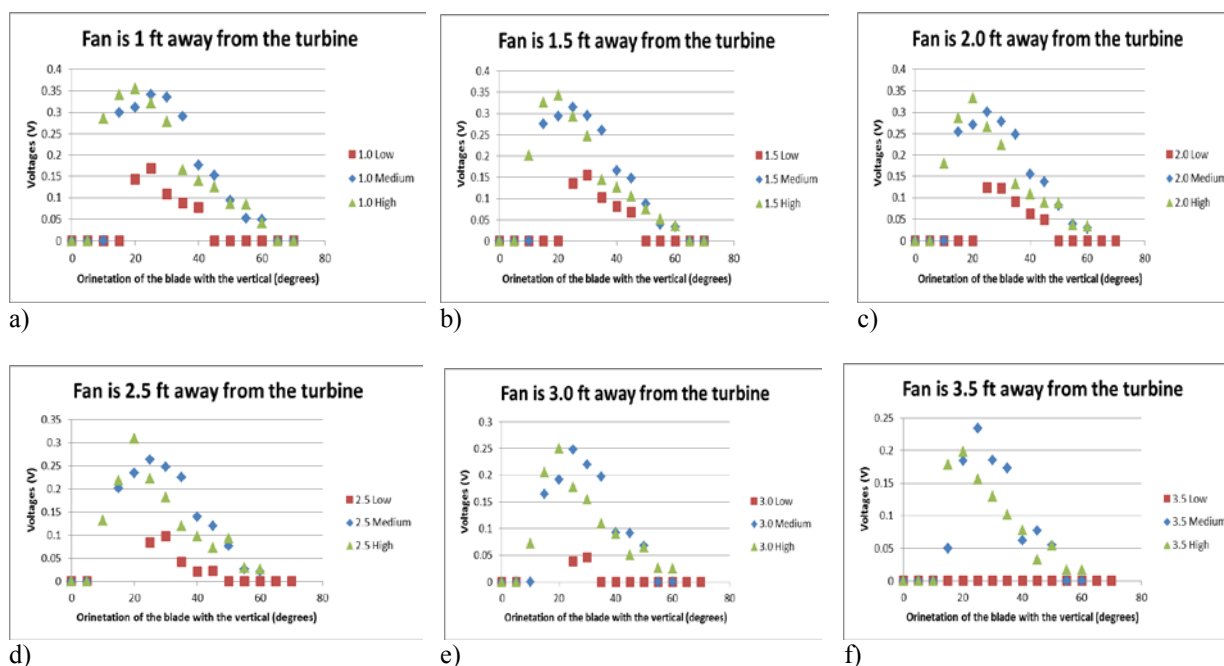 Fan is 1 ft away from the turbine
0.4
0.35
0.3
0.25
0.2
0.15
0.1
0.05
0
Voltages (V)
1.0 Low
1.0 Medium
1.0 High
0 20 40 60 80
Orinetation of the blade with the vertical (degrees)
a)
Fan is 1.5 ft away from the turbine
0.4
0.35
0.3
0.25
0.2
0.15
0.1
0.05
0
Voltages (V)
1.5 Low
1.5 Medium
1.5 High
0 20 40 60 80
Orinetation of the blade with the vertical (degrees)
b)
Fan is 2.0 ft away from the turbine
0.4
0.35
0.3
0.25
0.2
0.15
0.1
0.05
0
Voltages (V)
2.0 Low
2.0 Medium
2.0 High
0 20 40 60 80
Orinetation of the blade with the vertical (degrees)
c)
Fan is 2.5 ft away from the turbine
0.35
0.3
0.25
0.2
0.15
0.1
0.05
0
Voltages (V)
2.5 Low
2.5 Medium
2.5 High
0 20 40 60 80
Orinetation of the blade with the vertical (degrees)
d)
Fan is 3.0 ft away from the turbine
0.3
0.25
0.2
0.15
0.1
0.05
0
Voltages (V)
3.0 Low
3.0 Medium
3.0 High
0 20 40 60 80
Orinetation of the blade with the vertical (degrees)
e)
Fan is 3.5 ft away from the turbine
0.25
0.2
0.15
0.1
0.05
0
Voltages (V)
3.5 Low
3.5 Medium
3.5 High
0 20 40 60 80
Orinetation of the blade with the vertical (degrees)
f)